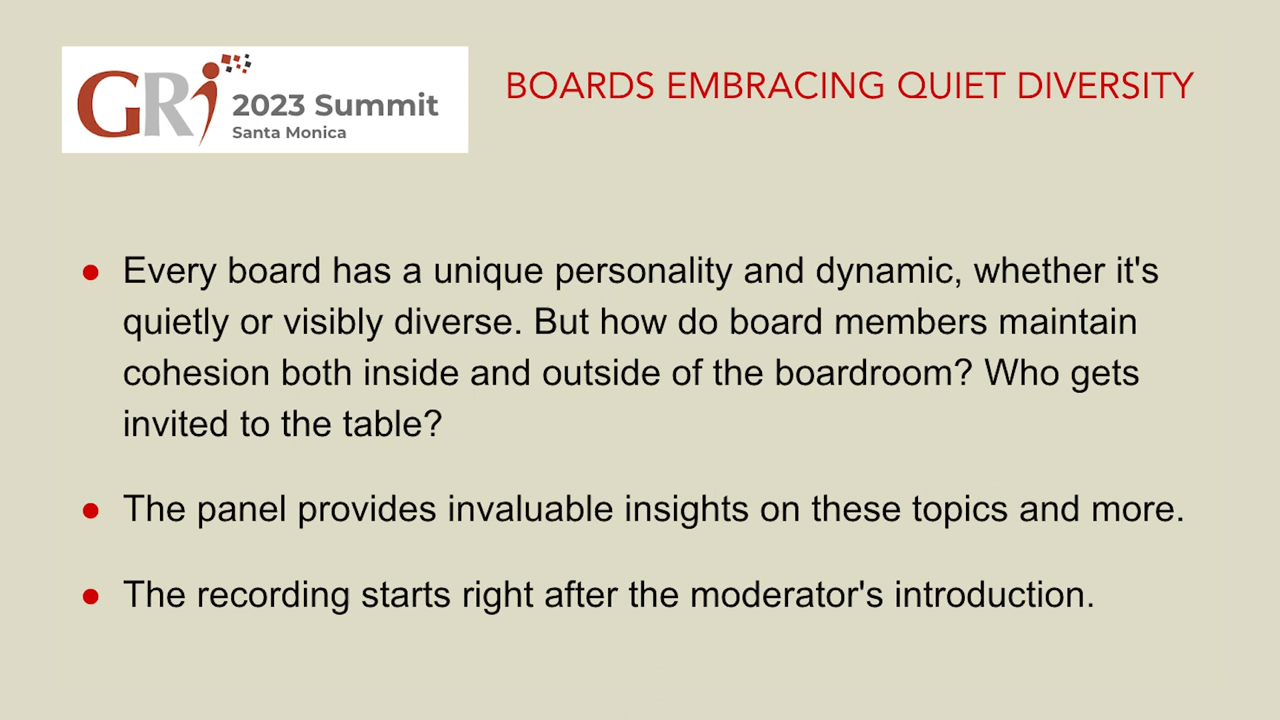 GRi
2023 Summit
Santa Monica
BOARDS EMBRACING QUIET DIVERSITY
● Every board has a unique personality and dynamic, whether it's
quietly or visibly diverse. But how do board members maintain
cohesion both inside and outside of the boardroom? Who gets
invited to the table?
● The panel provides invaluable insights on these topics and more.
● The recording starts right after the moderator's introduction.